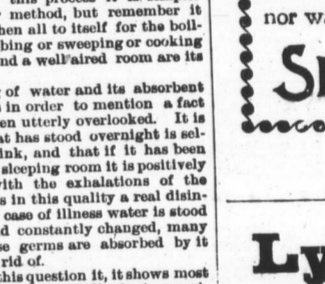 method, but remember it
hen all to itself for the boil-
bing or sweeping or cooking
nd a well aired room are its
of water and its absorbent
in order to mention a fact
en utterly overlooked. It is
at has stood overnight is sel-
ink, and that if it has been
sleeping room it is positively
with the exhalations of the
s in this quality a real disin-
case of illness water is stood
d constantly changed, many
se germs are absorbed by it
rid of.
this question it, it shows most
nor w
S
Ly